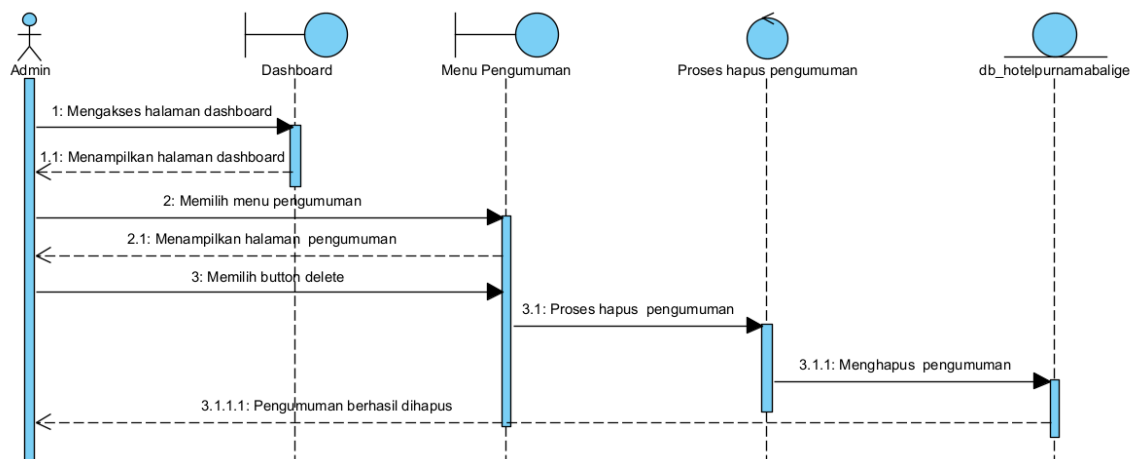 Admin
Dashboard
Menu Pengumuman
Proses hapus pengumuman
db_hotelpurnamabalige
1: Mengakses halaman dashboard
1.1: Menampilkan halaman dashboard
2: Memilih menu pengumuman
2.1: Menampilkan halaman pengumuman
3: Memilih button delete
3.1: Proses hapus pengumuman
3.1.1: Menghapus pengumuman
3.1.1.1: Pengumuman berhasil dihapus